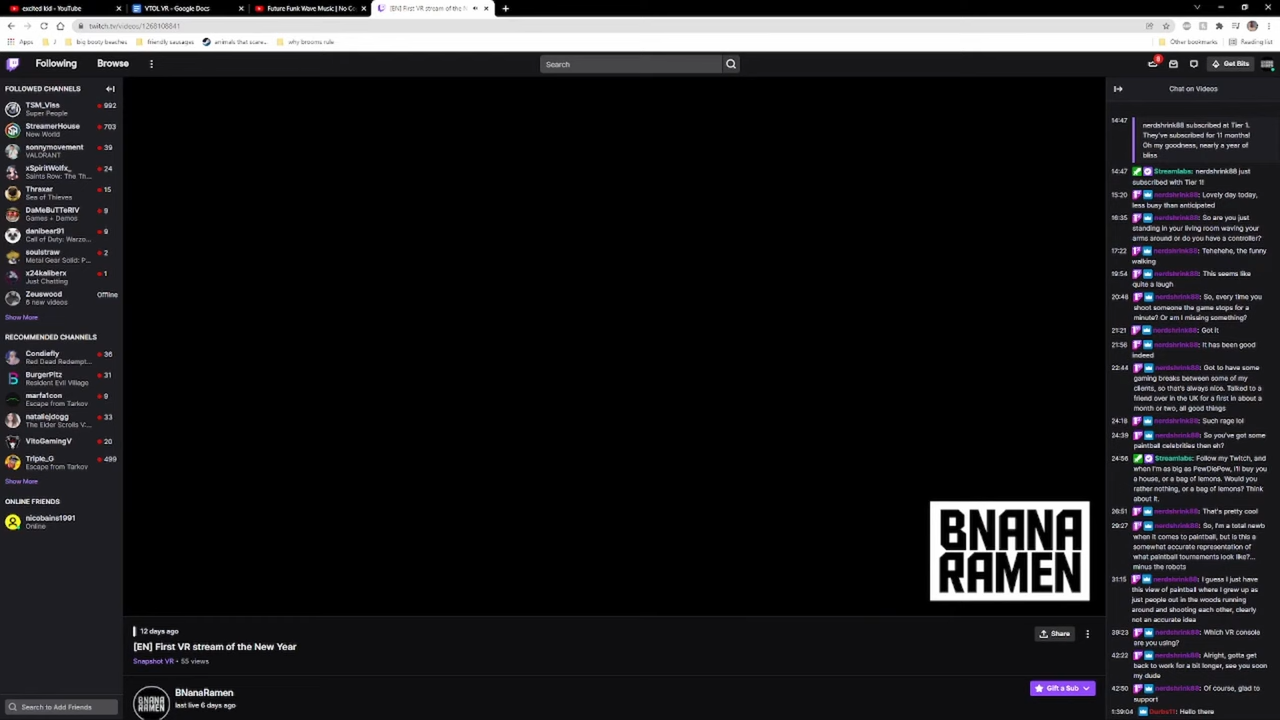 excited kid - YouTube
VTOL VR - Google Docs
Future Funk Wave Music | No Co
[EN] First VR stream of the N
twitch.tv/videos/1268108841
Apps
J
big booty beaches
friendly sausages
animals that scare...
why brooms rule
Other bookmarks
Reading list
Following
Browse
Search
8
Get Bits
FOLLOWED CHANNELS
TSM_Viss
992
Super People
StreamerHouse
703
New World
sonnymovement
39
VALORANT
xSpiritWolfx_
24
Saints Row: The Th...
Thraxar
15
Sea of Thieves
DaMeBuTTeRIV
9
Games + Demos
danibear91
9
Call of Duty: Warzo...
soulstraw
2
Metal Gear Solid: P...
x24kaliberx
1
Just Chatting
Zeuswood
Offline
6 new videos
Show More
RECOMMENDED CHANNELS
Condiefly
36
Red Dead Redempt...
BurgerPitz
31
Resident Evil Village
marfa1con
9
Escape from Tarkov
nataliejdogg
33
The Elder Scrolls V:...
VitoGamingV
20
Triple_G
499
Escape from Tarkov
Show More
ONLINE FRIENDS
nicobains1991
Online
Search to Add Friends
BNANA
RAMEN
12 days ago
[EN] First VR stream of the New Year
Snapshot VR • 55 views
Share
BNANA
RAMEN
BNanaRamen
last live 6 days ago
Gift a Sub
Chat on Videos
14:47
nerdshrink88 subscribed at Tier 1.
They've subscribed for 11 months!
Oh my goodness, nearly a year of
bliss
14:47 Streamlabs: nerdshrink88 just
subscribed with Tier 1!
15:20 nerdshrink88: Lovely day today,
less busy than anticipated
16:35 nerdshrink88: So are you just
standing in your living room waving your
arms around or do you have a controller?
17:22 nerdshrink88: Tehehehe, the funny
walking
19:54 nerdshrink88: This seems like
quite a laugh
20:46 nerdshrink88: So, every time you
shoot someone the game stops for a
minute? Or am I missing something?
21:21 nerdshrink88: Got it
21:56 nerdshrink88: It has been good
indeed
22:44 nerdshrink88: Got to have some
gaming breaks between some of my
clients, so that's always nice. Talked to a
friend over in the UK for a first in about a
month or two, all good things
24:18 nerdshrink88: Such rage lol
24:39 nerdshrink88: So you've got some
paintball celebrities then eh?
24:56 Streamlabs: Follow my Twitch, and
when I'm as big as PewDiePew, I'll buy you
a house, or a bag of lemons. Would you
rather nothing, or a bag of lemons? Think
about it.
26:51 nerdshrink88: That's pretty cool
29:27 nerdshrink88: So, I'm a total newb
when it comes to paintball, but is this a
somewhat accurate representation of
what paintball tournaments look like?...
minus the robots
31:15 nerdshrink88: I guess I just have
this view of paintball where I grew up as
just people out in the woods running
around and shooting each other, clearly
not an accurate idea
39:23 nerdshrink88: Which VR console
are you using?
42:22 nerdshrink88: Alright, gotta get
back to work for a bit longer, see you soon
my dude
42:50 nerdshrink88: Of course, glad to
support
1:39:04 Darks11: Hello there